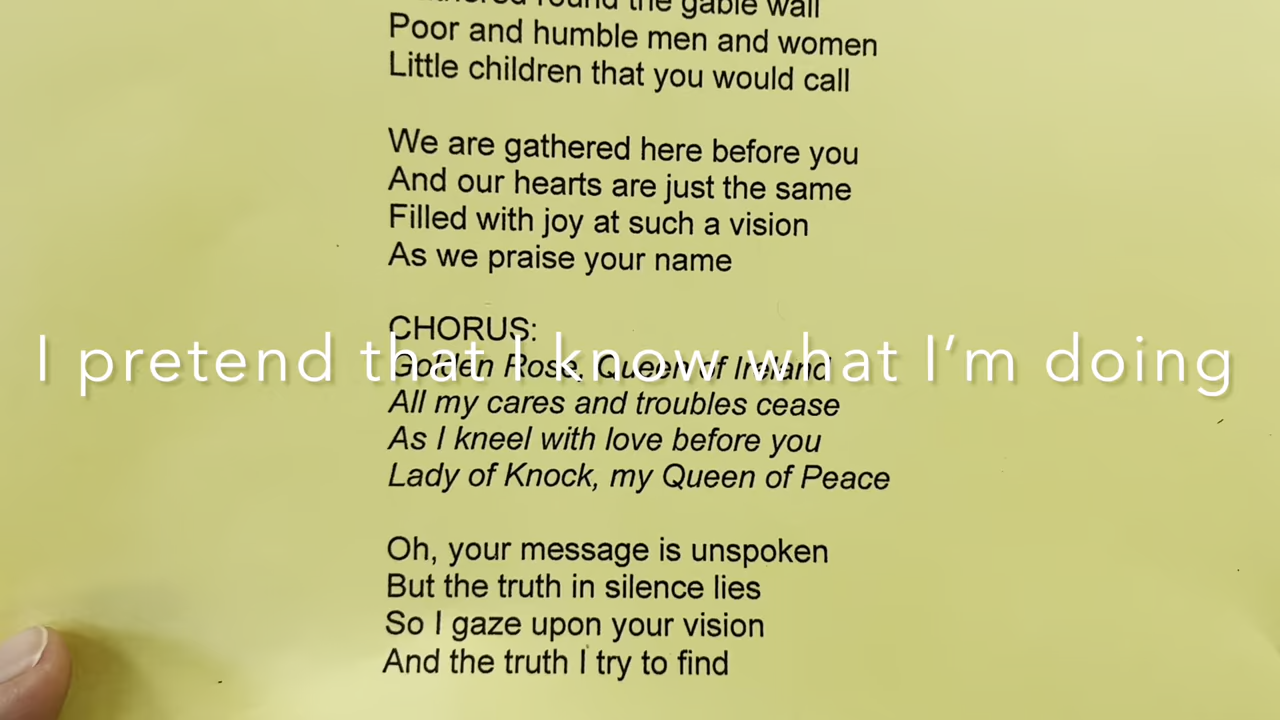 round the gable wall
Poor and humble men and women
Little children that you would call
We are gathered here before you
And our hearts are just the same
Filled with joy at such a vision
As we praise your name
CHORUS:
Golden Rose, Queen of Ireland
I pretend that I know what I’m doing
All my cares and troubles cease
As I kneel with love before you
Lady of Knock, my Queen of Peace
Oh, your message is unspoken
But the truth in silence lies
So I gaze upon your vision
And the truth I try to find